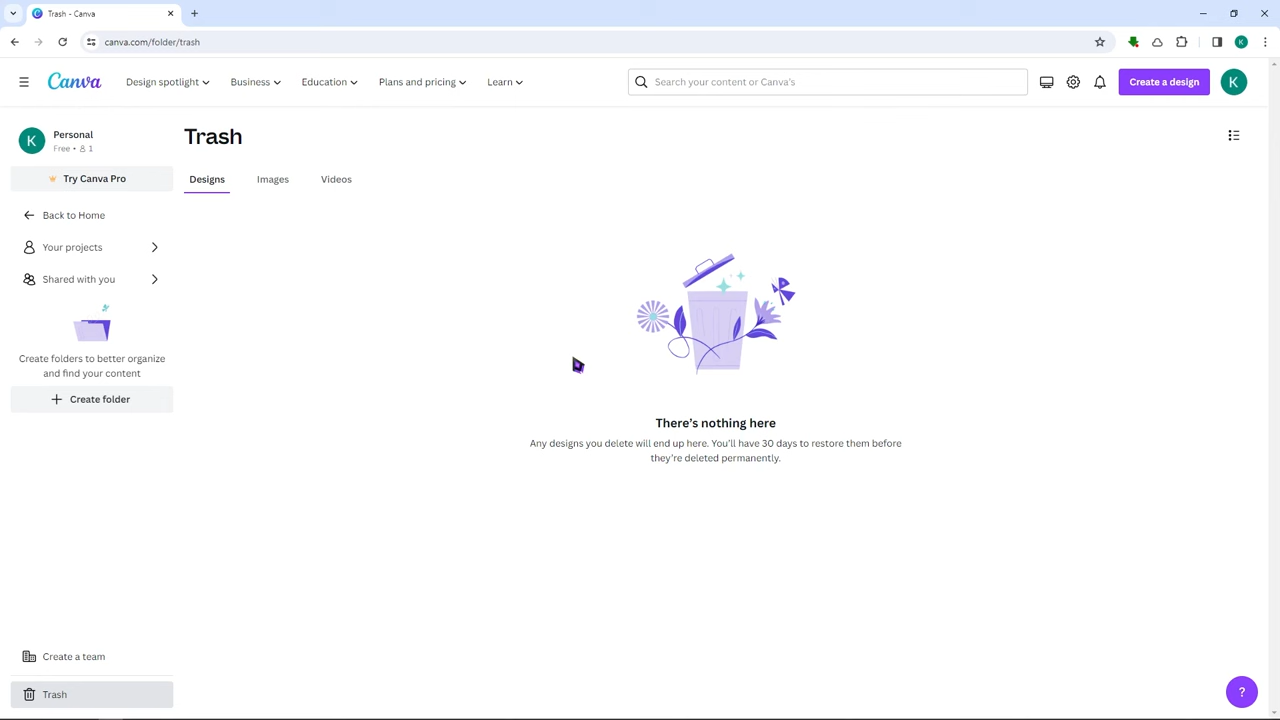 Trash - Canva
canva.com/folder/trash
K
Canva
Design spotlight
Business
Education
Plans and pricing
Learn
Search your content or Canva's
Create a design
K
K
Personal
Free • 1
Try Canva Pro
Back to Home
Your projects
Shared with you
Create folders to better organize
and find your content
+ Create folder
Create a team
Trash
Trash
Designs
Images
Videos
There's nothing here
Any designs you delete will end up here. You'll have 30 days to restore them before
they're deleted permanently.
?